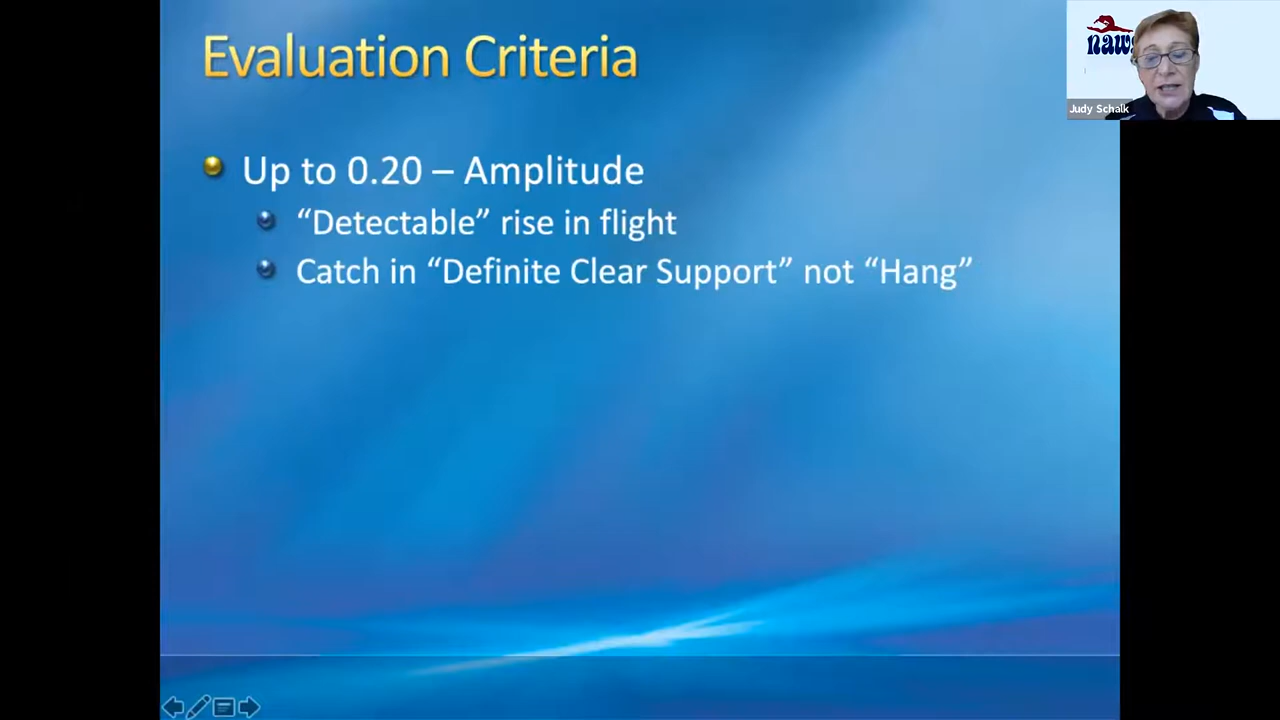 Evaluation Criteria
Up to 0.20 – Amplitude
“Detectable” rise in flight
Catch in “Definite Clear Support” not “Hang”
naw
Judy Schalk